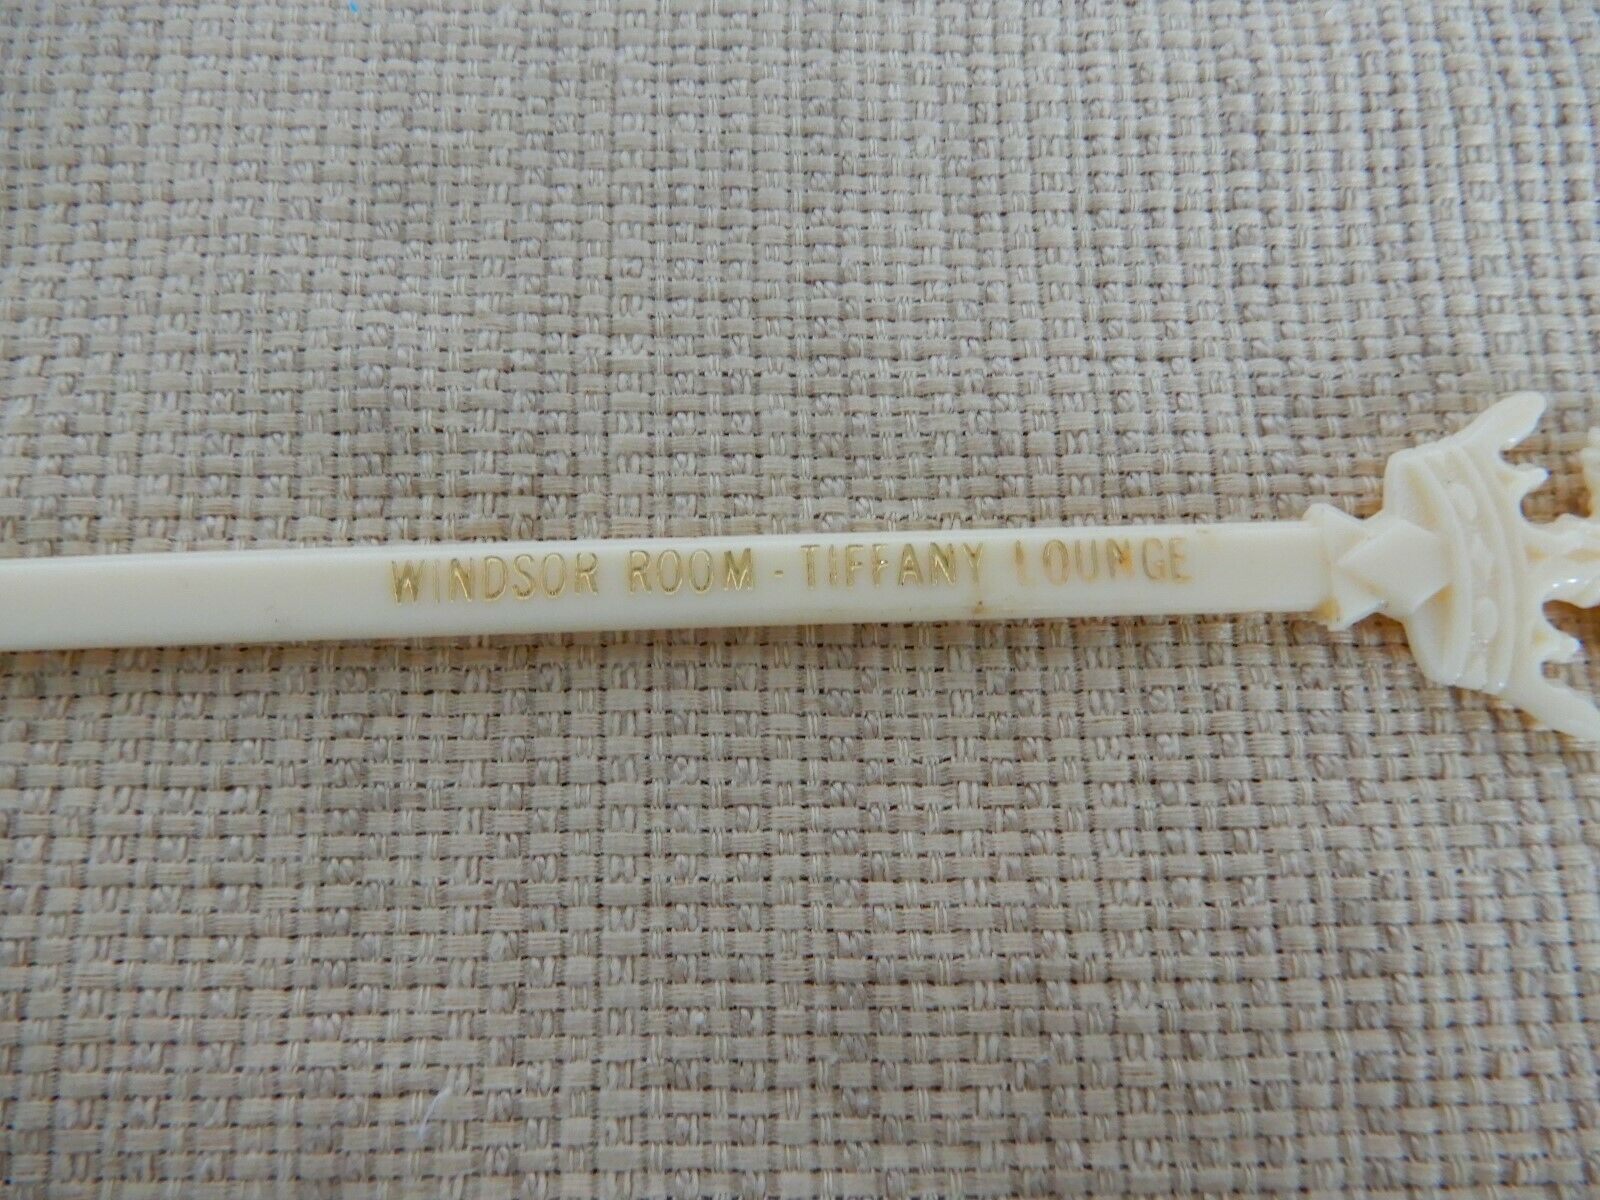 WINDSOR ROOM - TIFFANY LOUNGE